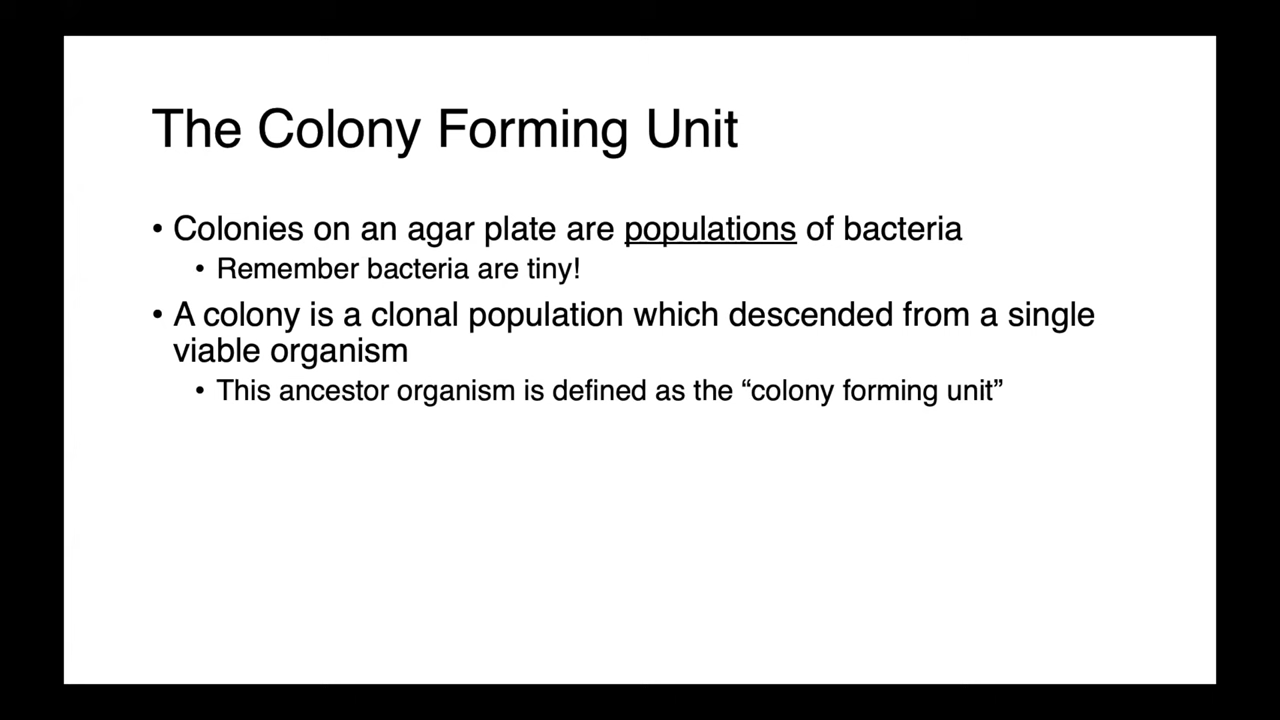 The Colony Forming Unit
• Colonies on an agar plate are populations of bacteria
• Remember bacteria are tiny!
• A colony is a clonal population which descended from a single
viable organism
• This ancestor organism is defined as the “colony forming unit”